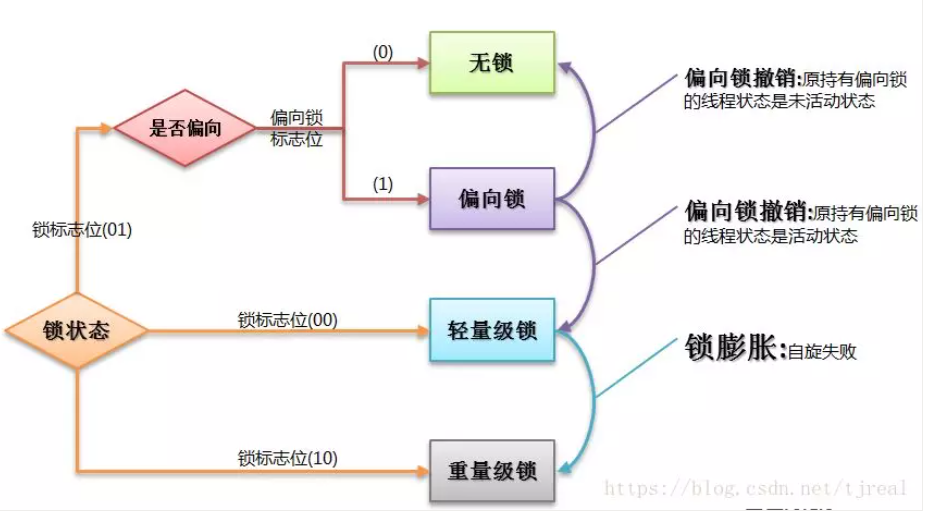 (0)
无锁
偏向锁撤销:原持有偏向锁
的线程状态是未活动状态
是否偏向
偏向锁
标志位
(1)
偏向锁
偏向锁撤销:原持有偏向锁
的线程状态是活动状态
锁标志位(01)
锁状态
锁标志位(00)
轻量级锁
锁膨胀:自旋失败
锁标志位(10)
重量级锁
https://blog.csdn.net/tjreal